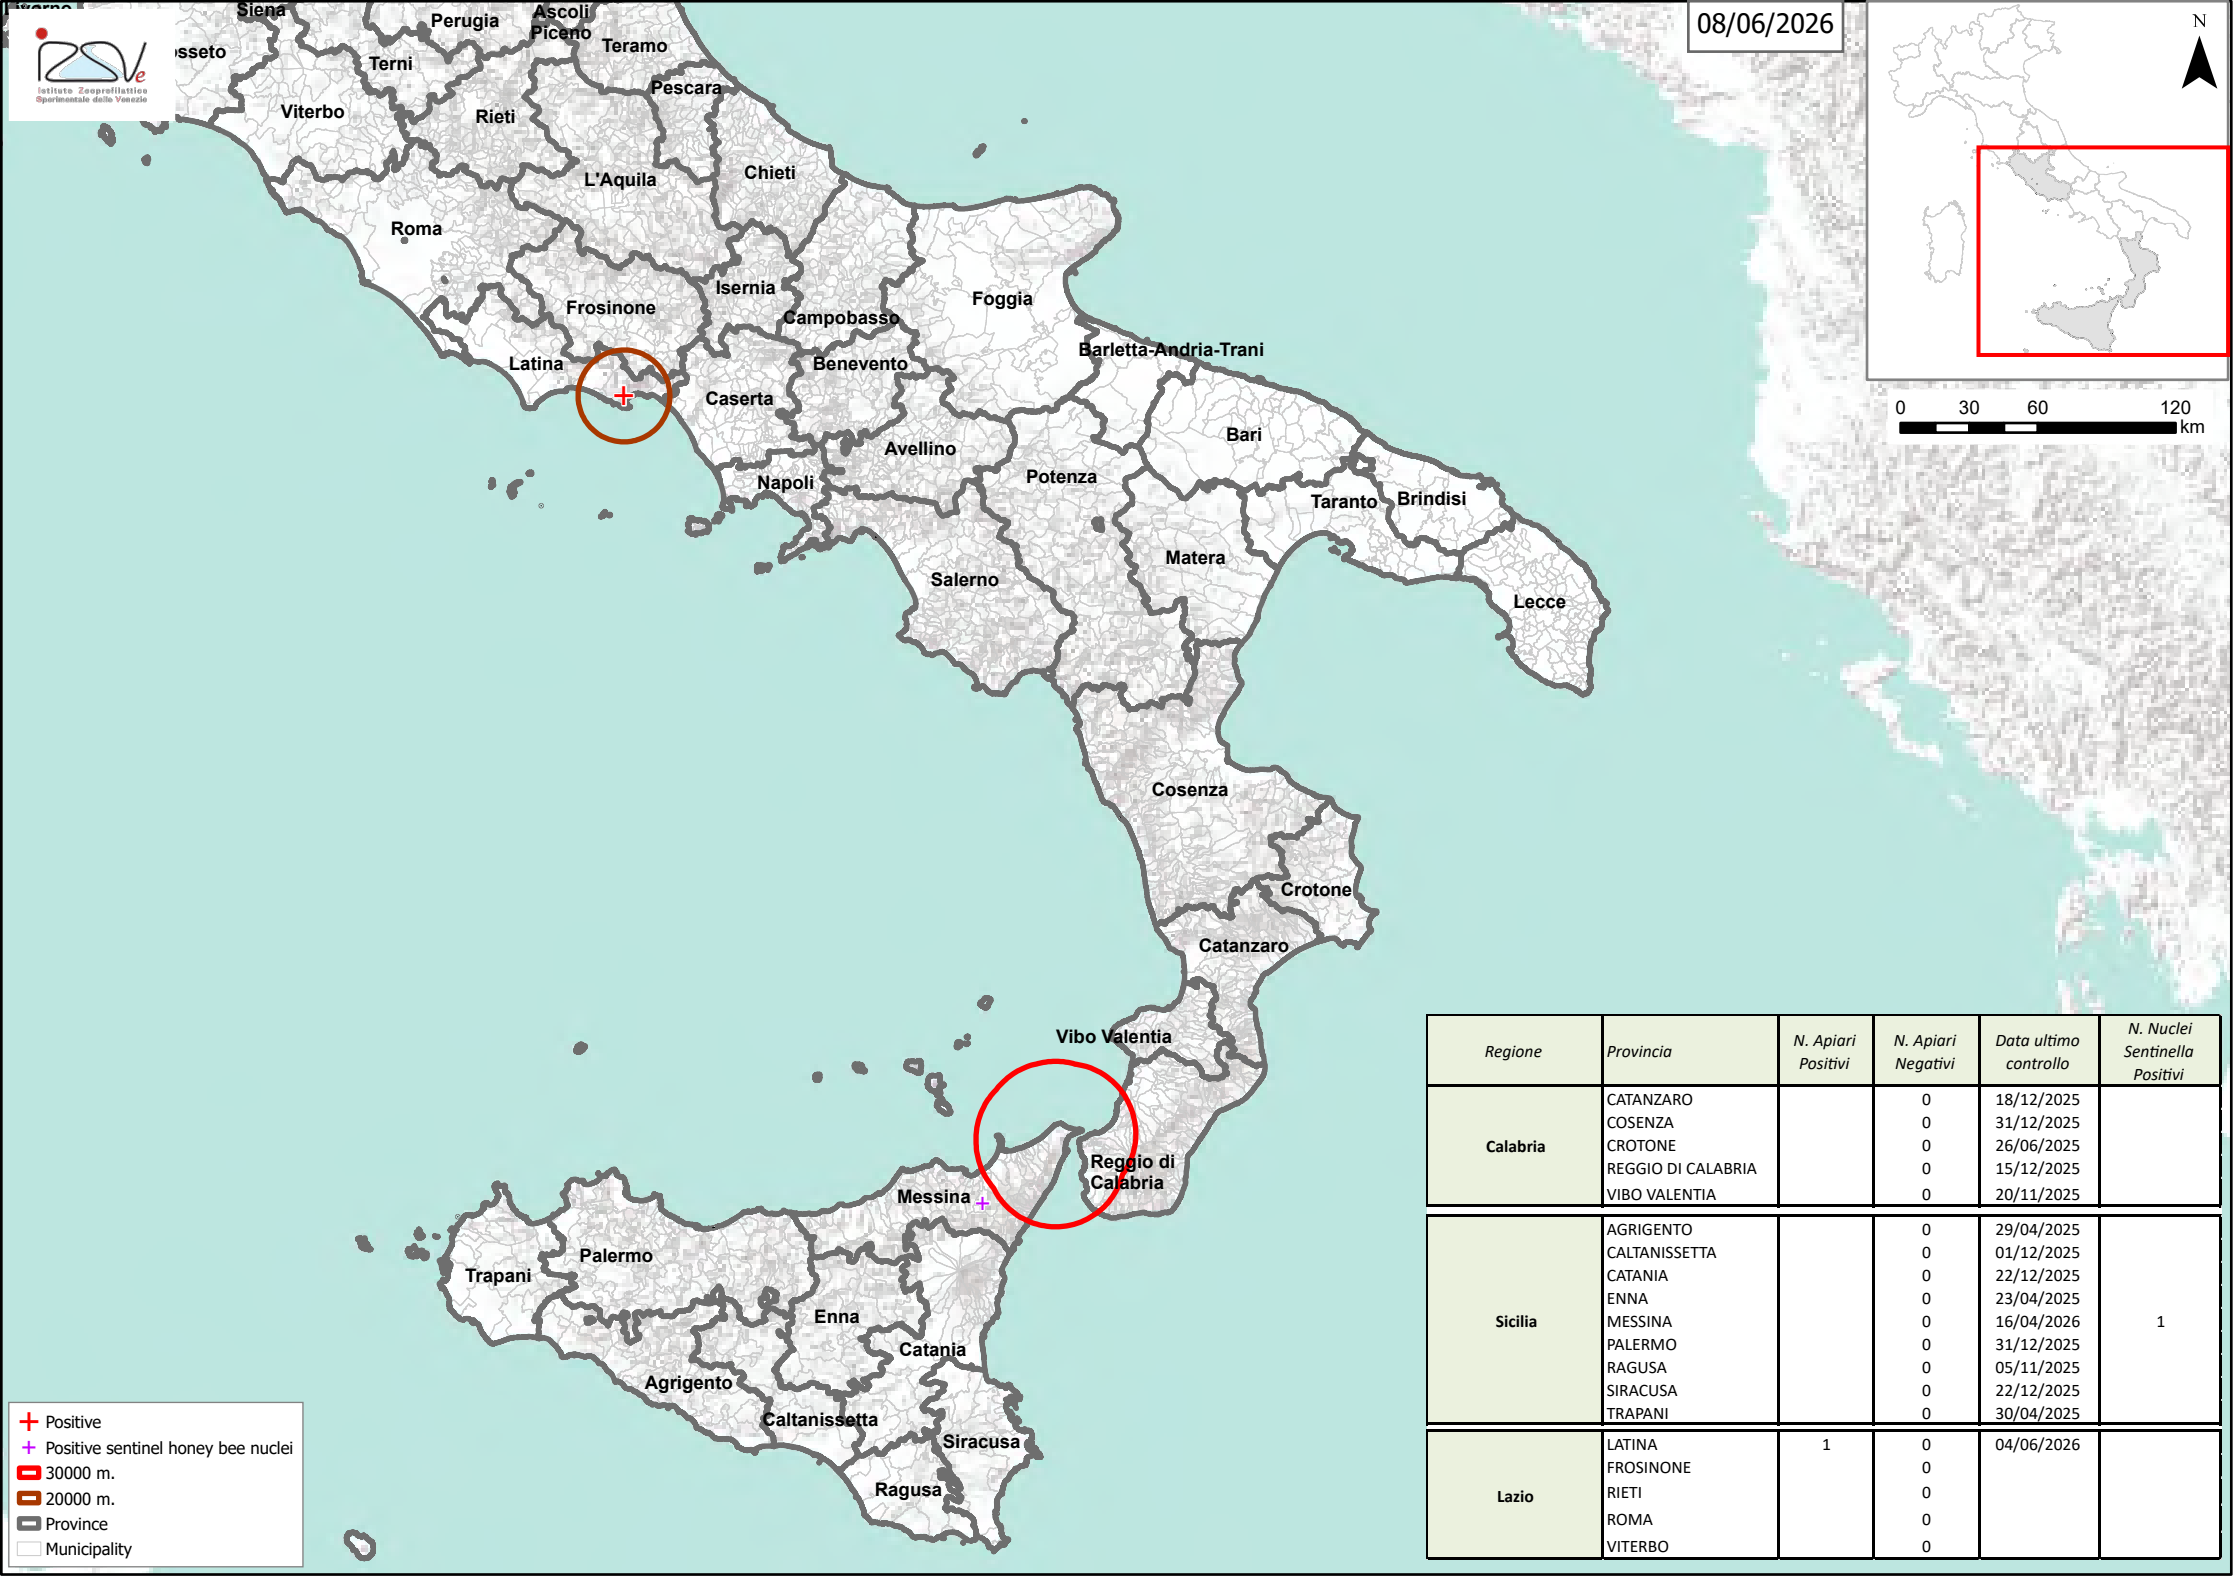 Livorno
Siena
Perugia
Ascoli
Piceno
Teramo
osseto
Terni
Pescara
Viterbo
Rieti
L'Aquila
Chieti
Roma
Isernia
Frosinone
Campobasso
Foggia
Latina
Benevento
Barletta-Andria-Trani
Caserta
Bari
Avellino
Napoli
Potenza
Taranto
Brindisi
Matera
Salerno
Lecce
Cosenza
Crotone
Catanzaro
Vibo Valentia
Reggio di
Calabria
Messina
Palermo
Trapani
Enna
Catania
Agrigento
Caltanissetta
Siracusa
Ragusa
IZSVe
Istituto Zooprofilattico
Sperimentale delle Venezie
08/06/2026
N
0 30 60 120
km
Regione Provincia N. Apiari Positivi N. Apiari Negativi Data ultimo controllo N. Nuclei Sentinella Positivi
Calabria
CATANZARO 0 18/12/2025
COSENZA 0 31/12/2025
CROTONE 0 26/06/2025
REGGIO DI CALABRIA 0 15/12/2025
VIBO VALENTIA 0 20/11/2025
Sicilia
AGRIGENTO 0 29/04/2025
CALTANISSETTA 0 01/12/2025
CATANIA 0 22/12/2025
ENNA 0 23/04/2025
MESSINA 0 16/04/2026 1
PALERMO 0 31/12/2025
RAGUSA 0 05/11/2025
SIRACUSA 0 22/12/2025
TRAPANI 0 30/04/2025
Lazio
LATINA 1 0 04/06/2026
FROSINONE 0
RIETI 0
ROMA 0
VITERBO 0
Positive
Positive sentinel honey bee nuclei
30000 m.
20000 m.
Province
Municipality